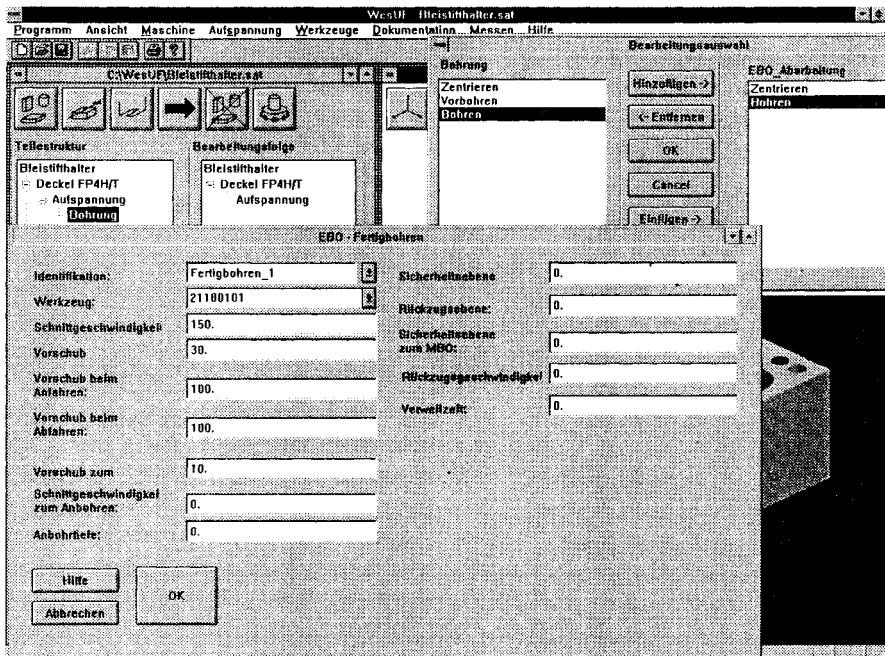 WesUF - Bleistifthalter.sat
Programm Ansicht Maschine Aufspannung Werkzeuge Dokumentation Messen Hilfe
C:\WesUF\Bleistifthalter.sat
Teilestruktur
Bleistifthalter
Deckel FP4H/T
Aufspannung
Bohrung
Bearbeitungsfolge
Bleistifthalter
Deckel FP4H/T
Aufspannung
Bearbeitungsauswahl
Bohrung
Zentrieren
Vorbohren
Bohren
Hinzufügen ->
<- Entfernen
OK
Cancel
Einfügen ->
EBO_Abarbeitung
Zentrieren
Bohren
EBO - Fertigbohren
Identifikation: Fertigbohren_1
Werkzeug: 21180101
Schnittgeschwindigkeit 150.
Vorschub 30.
Vorschub beim
Anfahren: 100.
Vorschub beim
Abfahren: 100.
Vorschub zum 10.
Schnittgeschwindigkei
zum Anbohren: 0.
Anbohrtiefe: 0.
Sicherheitsebene 0.
Rückzugsebene: 0.
Sicherheitsebene
zum MBO: 0.
Rückzugsgeschwindigkei 0.
Verweilzeit: 0.
Hilfe
Abbrechen
OK